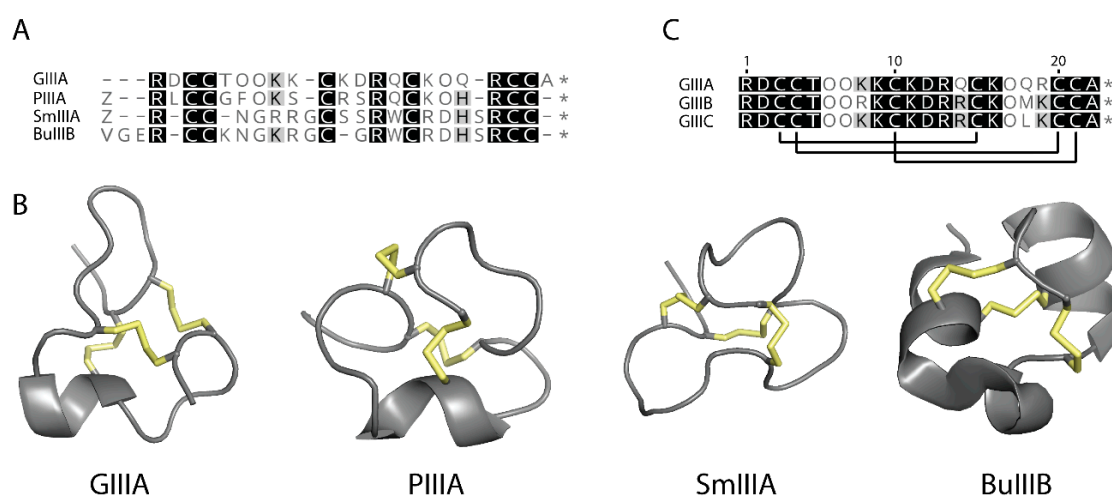 A
GIIIA ---RDCCTOOKK-CKDRQCKOQ-RCCA*
PIIIA Z--RLCCGFOKS-CRSRQCKOH-RCC-*
SmIIIA Z--R-CC-NGRRGCSSRWCRDHSRCC-*
BuIIIB VGER-CCKNGKRGC-GRWCRDHSRCC-*
C
1 10 20
GIIIA RDCCTOOKKCKDRQCKOQRCCA*
GIIIB RDCCTOORKCKDRRCKOMKCCA*
GIIIC RDCCTOOKKCKDRRCKOLKCCA*
B
GIIIA
PIIIA
SmIIIA
BuIIIB